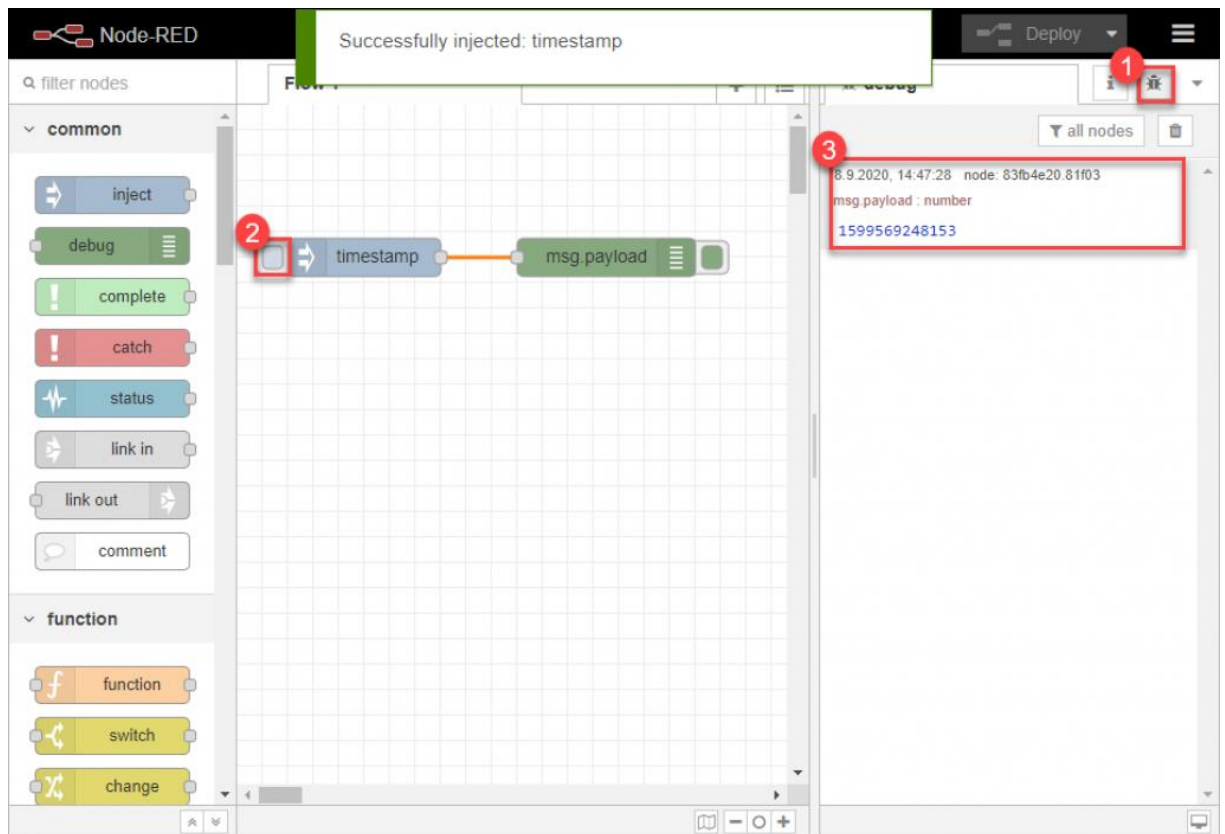 Node-RED
Successfully injected: timestamp
Deploy
1
filter nodes
debug
i
all nodes
common
inject
debug
complete
catch
status
link in
link out
comment
function
function
switch
change
2
timestamp
msg.payload
3
8.9.2020, 14:47:28 node: 83fb4e20.81f03
msg.payload : number
1599569248153